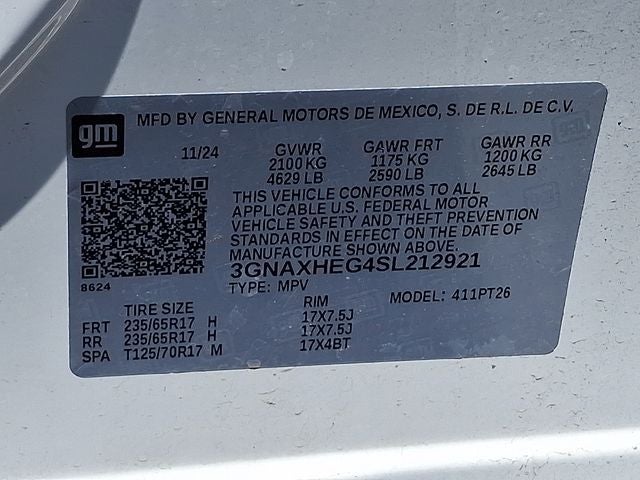 gm
MFD BY GENERAL MOTORS DE MEXICO, S. DE R.L. DE C.V.
11/24 GVWR GAWR FRT GAWR RR
2100 KG 1175 KG 1200 KG
4629 LB 2590 LB 2645 LB
THIS VEHICLE CONFORMS TO ALL
APPLICABLE U.S. FEDERAL MOTOR
VEHICLE SAFETY AND THEFT PREVENTION
STANDARDS IN EFFECT ON THE DATE OF
MANUFACTURE SHOWN ABOVE.
3GNAXHEG4SL212921
8624
TYPE: MPV MODEL: 411PT26
TIRE SIZE RIM
FRT 235/65R17 H 17X7.5J
RR 235/65R17 H 17X7.5J
SPA T125/70R17 M 17X4BT